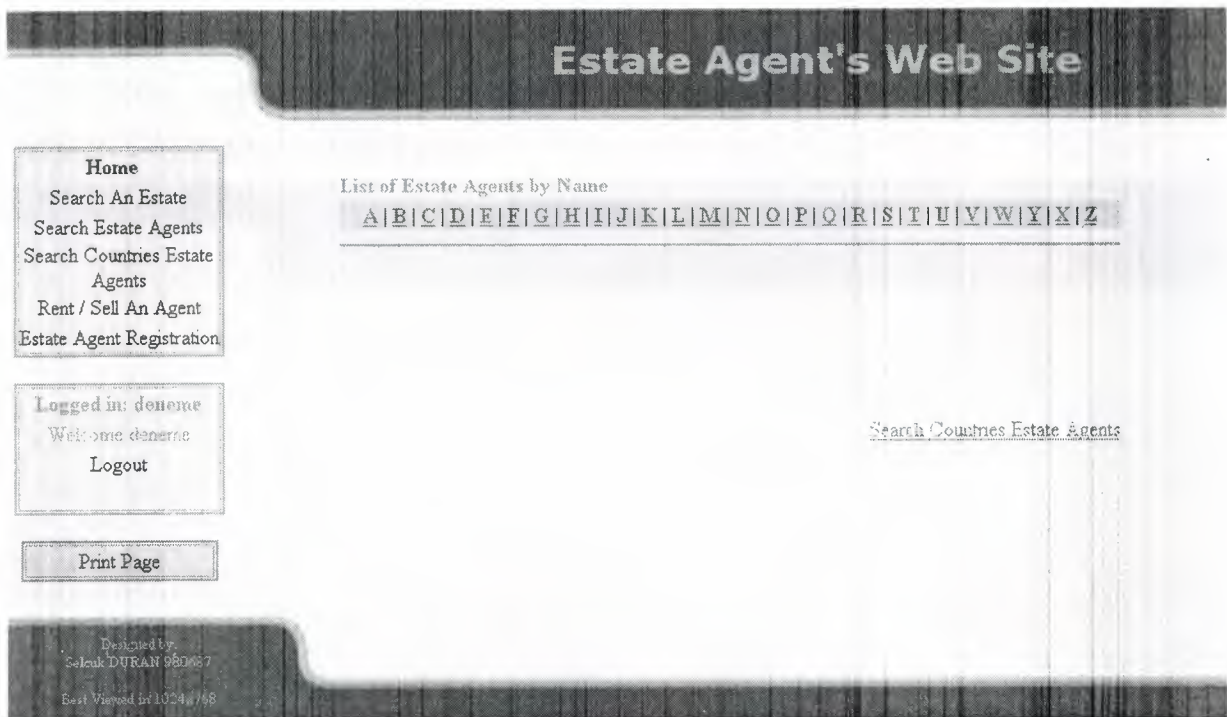 Estate Agent's Web Site
Home
Search An Estate
Search Estate Agents
Search Countries Estate
Agents
Rent / Sell An Agent
Estate Agent Registration
Logged in: deneme
Welcome deneme
Logout
Print Page
List of Estate Agents by Name
A|B|C|D|E|F|G|H|I|J|K|L|M|N|O|P|Q|R|S|T|U|V|W|Y|X|Z
Search Countries Estate Agents
Designed by:
Selcuk DURAN
Best Viewed in 1024x768